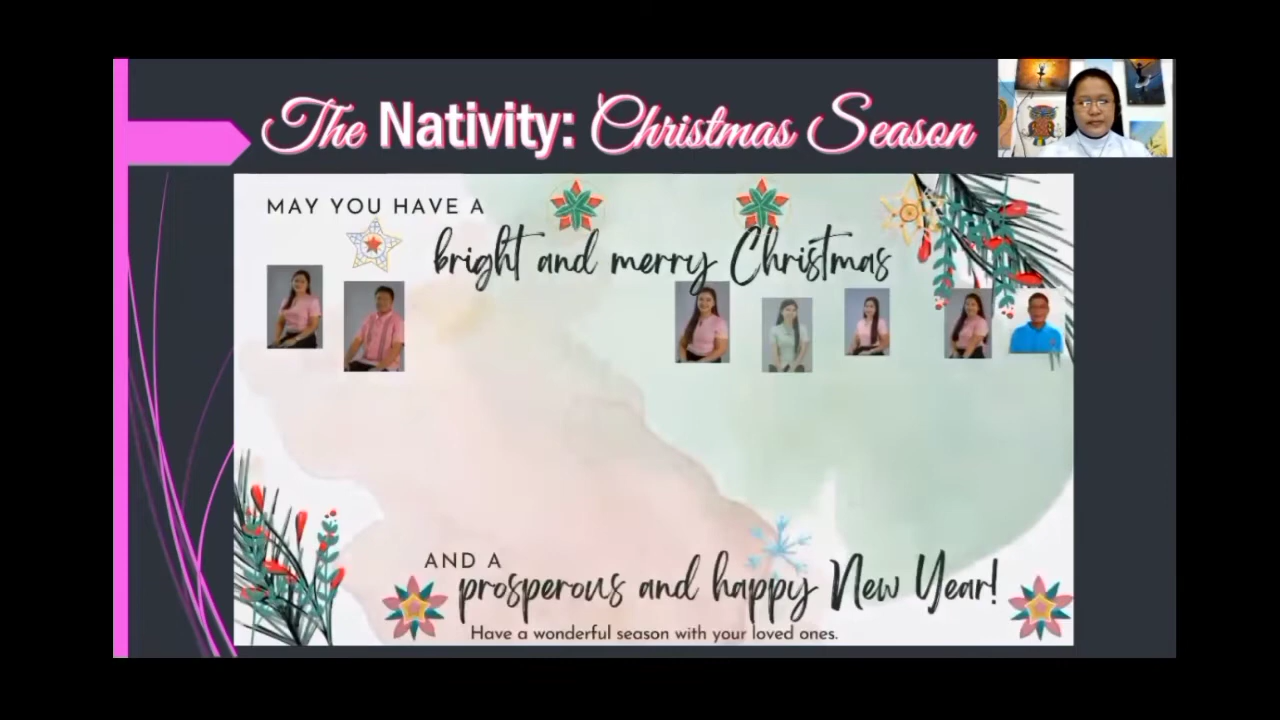 The Nativity: Christmas Season
MAY YOU HAVE A
bright and merry Christmas
AND A
prosperous and happy New Year!
Have a wonderful season with your loved ones.